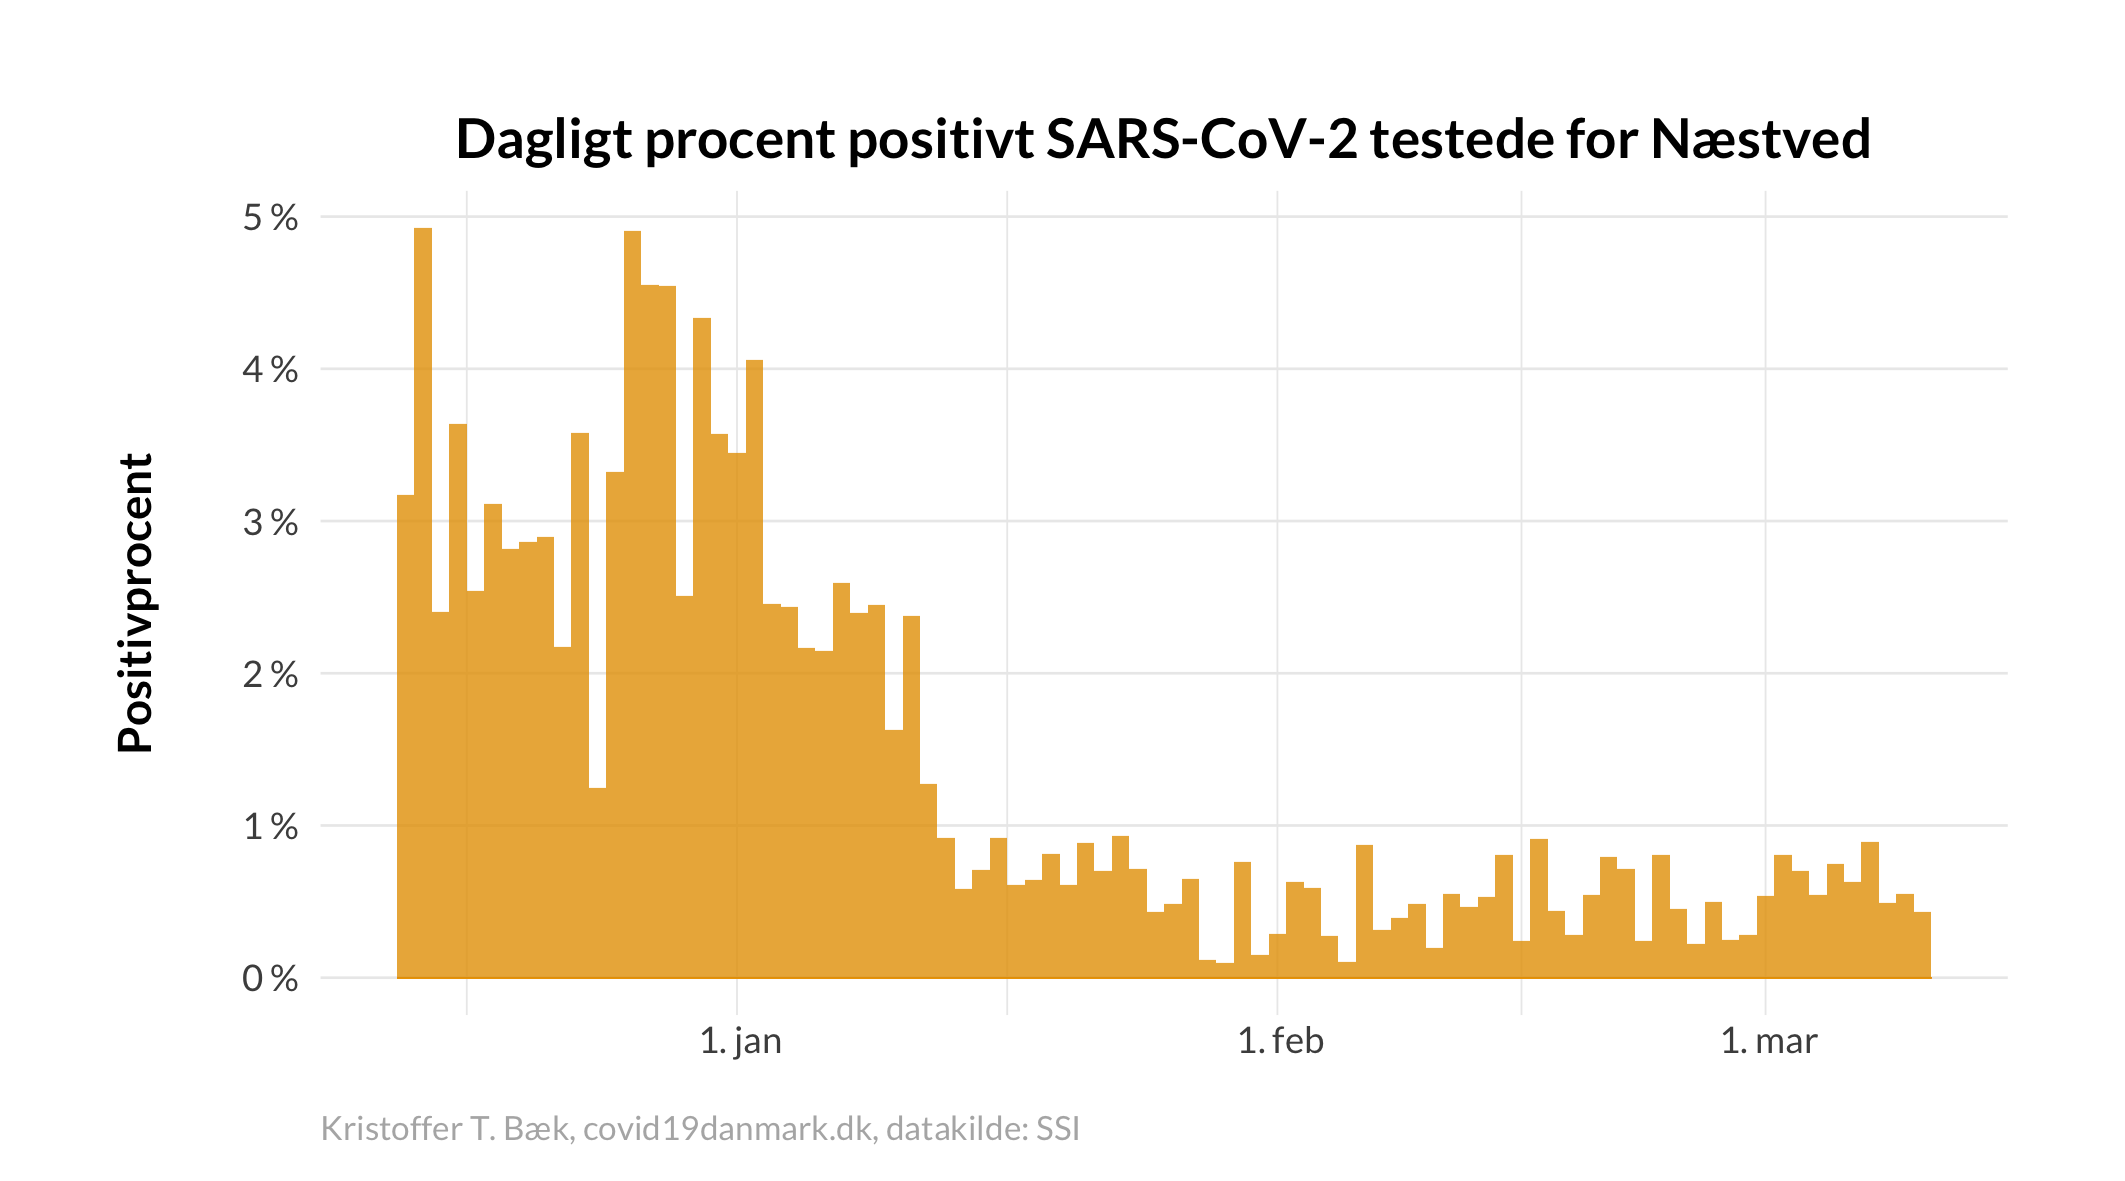 Dagligt procent positivt SARS-CoV-2 testede for Næstved
Positivprocent
5 %
4 %
3 %
2 %
1 %
0 %
1. jan
1. feb
1. mar
Kristoffer T. Bæk, covid19danmark.dk, datakilde: SSI